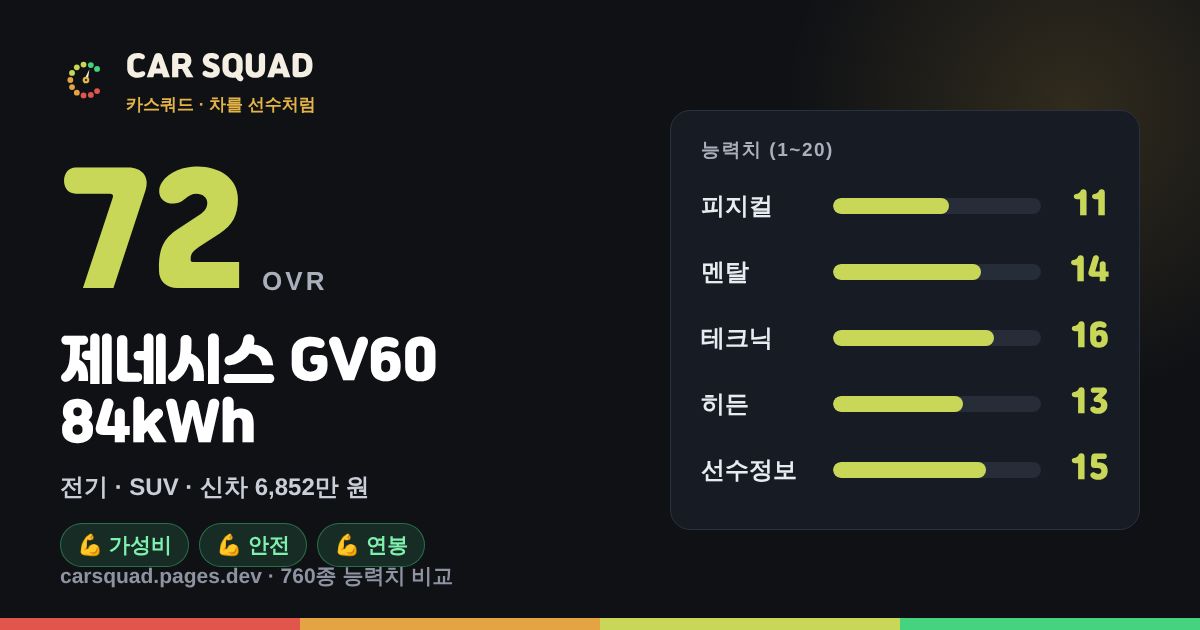 CAR SQUAD
카스쿼드 · 차를 선수처럼
72 OVR
제네시스 GV60
84kWh
전기 · SUV · 신차 6,852만 원
💪 가성비 💪 안전 💪 연봉
carsquad.pages.dev · 760종 능력치 비교
능력치 (1~20)
피지컬 11
멘탈 14
테크닉 16
히든 13
선수정보 15